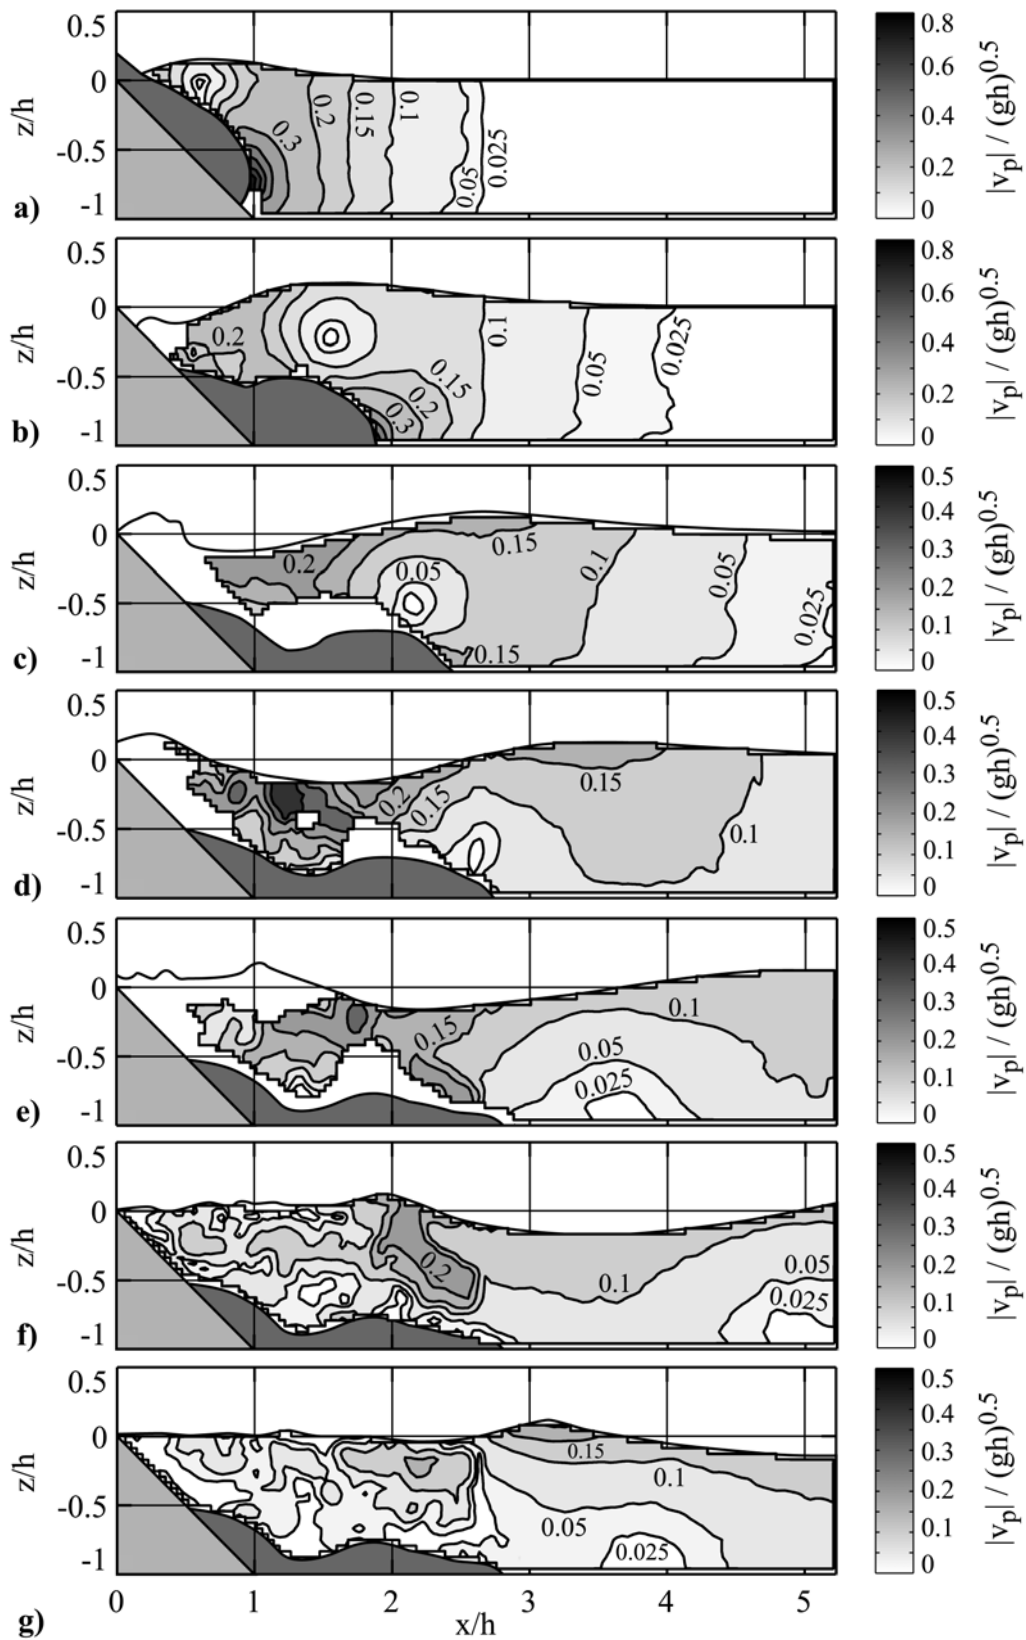 0.5 0.8
0 0.6
z/h 0.2 0.15 0.1 0.4 |vp| / (gh)0.5
-0.5 0.3 0.05 0.025 0.2
a) -1 0
0.5 0.8
0 0.6
z/h 0.2 0.1 0.05 0.025 0.4 |vp| / (gh)0.5
-0.5 0.15 0.2 0.3 0.2
b) -1 0
0.5 0.5
0 0.15 0.4
z/h 0.2 0.05 0.1 0.05 0.3 |vp| / (gh)0.5
-0.5 0.025 0.2
0.1
c) -1 0.15 0
0.5 0.5
0 0.15 0.4
z/h 0.2 0.15 0.3 |vp| / (gh)0.5
-0.5 0.1 0.2
0.1
d) -1 0
0.5 0.5
0 0.1 0.4
z/h 0.15 0.3 |vp| / (gh)0.5
-0.5 0.05 0.2
0.025 0.1
e) -1 0
0.5 0.5
0 0.4
z/h 0.2 0.05 0.3 |vp| / (gh)0.5
-0.5 0.1 0.025 0.2
0.1
f) -1 0
0.5 0.5
0 0.15 0.4
z/h 0.1 0.3 |vp| / (gh)0.5
-0.5 0.05 0.2
0.025 0.1
-1 0
g) 0 1 2 3 4 5
x/h